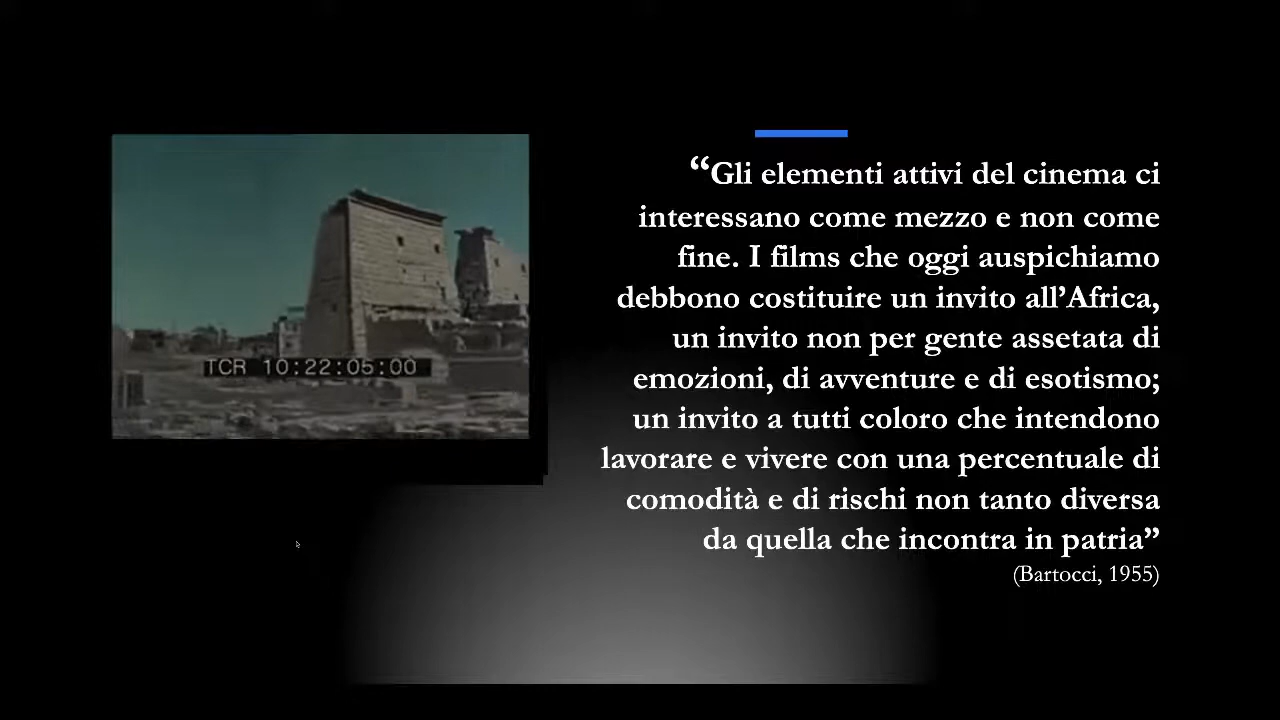 TCR 10:22:05:00
“Gli elementi attivi del cinema ci
interessano come mezzo e non come
fine. I films che oggi auspichiamo
debbono costituire un invito all’Africa,
un invito non per gente assetata di
emozioni, di avventure e di esotismo;
un invito a tutti coloro che intendono
lavorare e vivere con una percentuale di
comodità e di rischi non tanto diversa
da quella che incontra in patria”
(Bartocci, 1955)